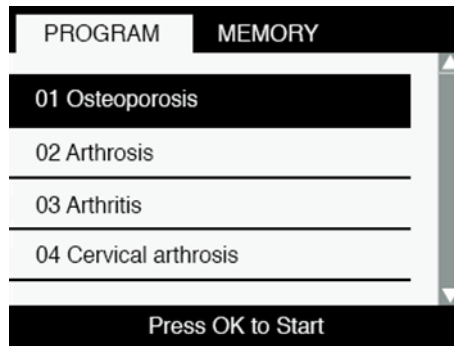 PROGRAM MEMORY
01 Osteoporosis
02 Arthrosis
03 Arthritis
04 Cervical arthrosis
Press OK to Start